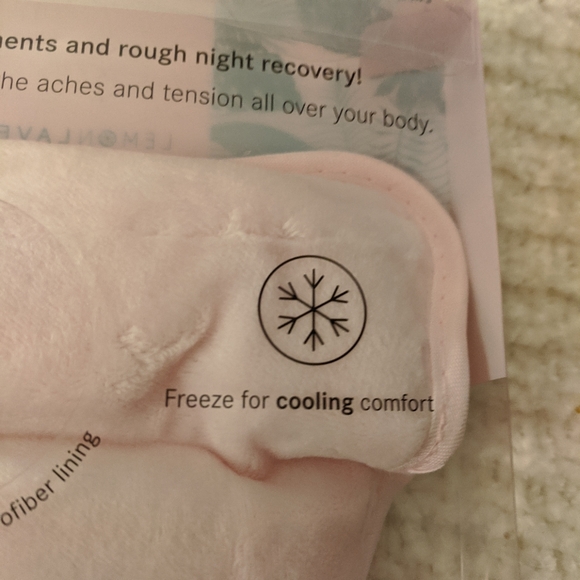 ents and rough night recovery!
he aches and tension all over your body.
LEMONLAVE
Freeze for cooling comfort
ofiber lining